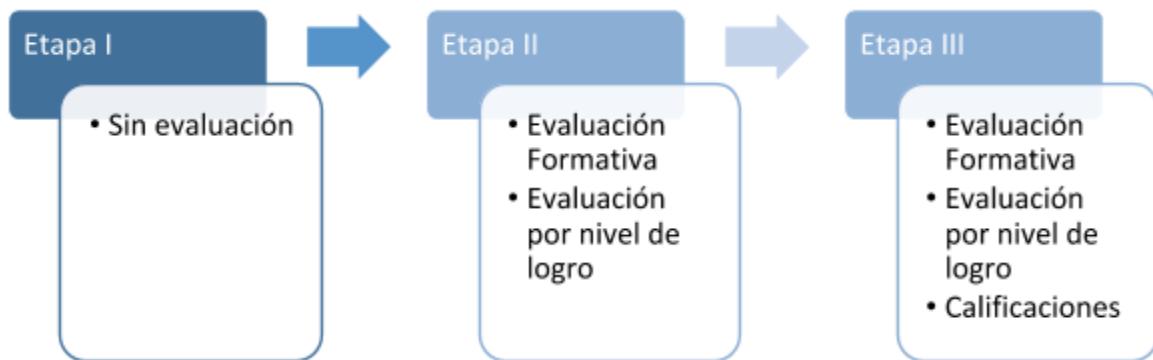 Etapa I
• Sin evaluación
Etapa II
• Evaluación
Formativa
• Evaluación
por nivel de
logro
Etapa III
• Evaluación
Formativa
• Evaluación
por nivel de
logro
• Calificaciones